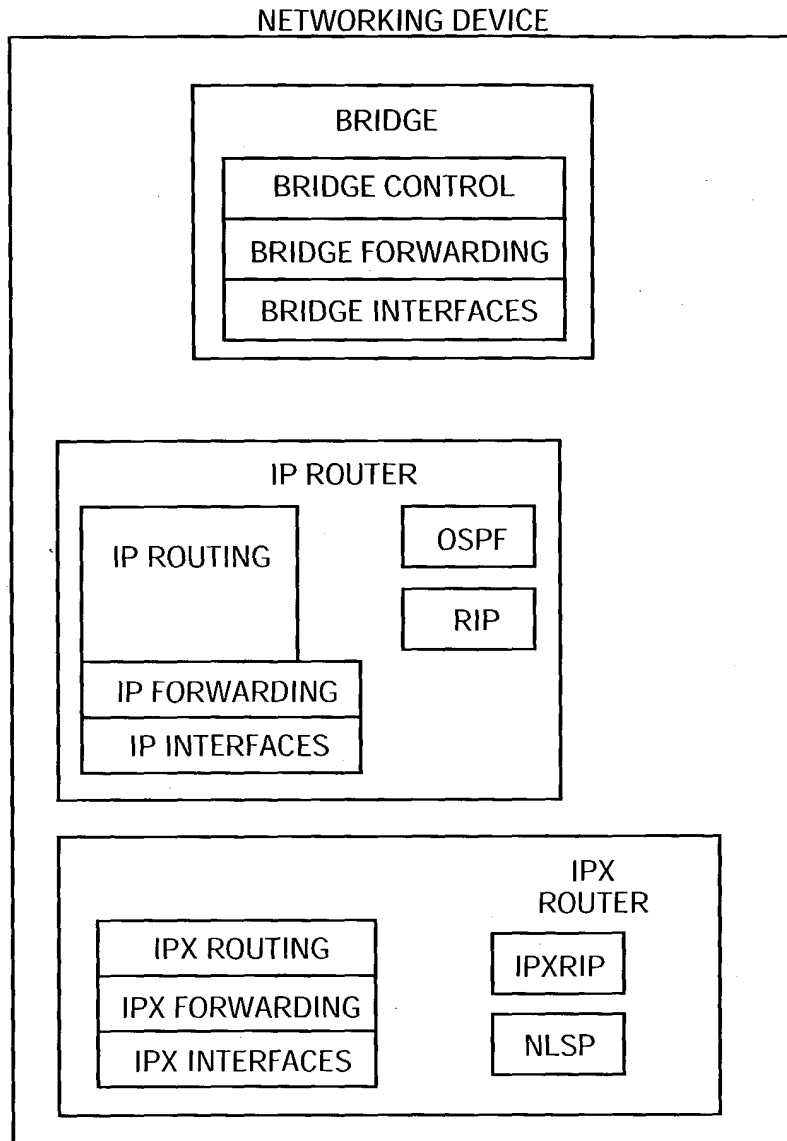 NETWORKING DEVICE
BRIDGE
BRIDGE CONTROL
BRIDGE FORWARDING
BRIDGE INTERFACES
IP ROUTER
IP ROUTING
OSPF
RIP
IP FORWARDING
IP INTERFACES
IPX
ROUTER
IPX ROUTING
IPXRIP
IPX FORWARDING
NLSP
IPX INTERFACES